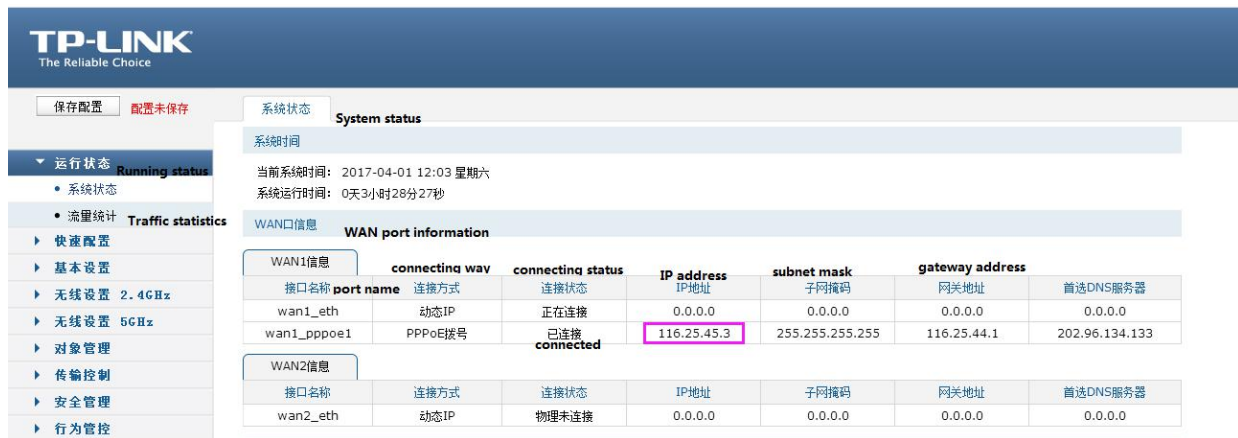 TP-LINK
The Reliable Choice
保存配置 配置未保存
系统状态 System status
系统时间
运行状态 Running status
当前系统时间： 2017-04-01 12:03 星期六
• 系统状态
系统运行时间： 0天3小时28分27秒
• 流量统计 Traffic statistics
WAN口信息 WAN port information
快速配置
基本设置
无线设置 2.4GHz
无线设置 5GHz
对象管理
传输控制
安全管理
行为管控
WAN1信息
connecting way connecting status IP address subnet mask gateway address
接口名称 port name 连接方式 连接状态 IP地址 子网掩码 网关地址 首选DNS服务器
wan1_eth 动态IP 正在连接 0.0.0.0 0.0.0.0 0.0.0.0 0.0.0.0
wan1_pppoe1 PPPoE拨号 已连接 116.25.45.3 255.255.255.255 116.25.44.1 202.96.134.133
connected
WAN2信息
接口名称 连接方式 连接状态 IP地址 子网掩码 网关地址 首选DNS服务器
wan2_eth 动态IP 物理未连接 0.0.0.0 0.0.0.0 0.0.0.0 0.0.0.0